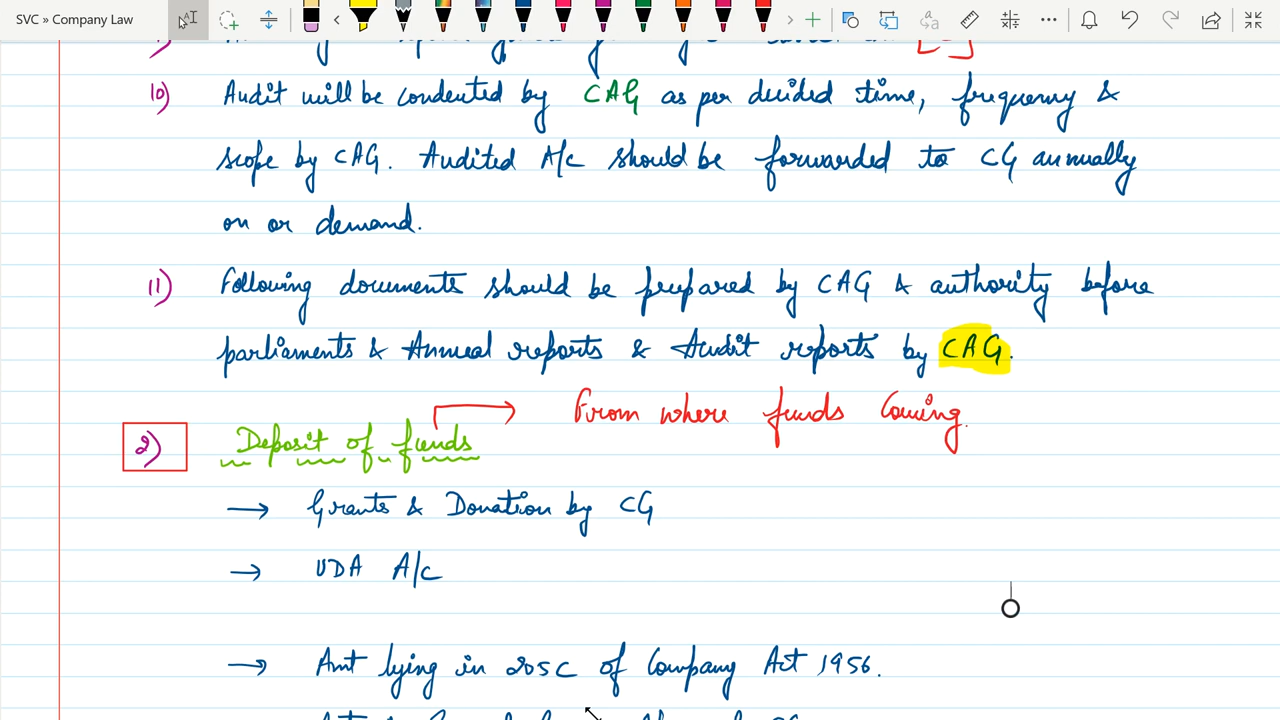 SVC » Company Law
10) Audit will be conducted by CAG as per decided time, frequency &
scope by CAG. Audited A/c should be forwarded to CG annually
on or demand.
11) Following documents should be prepared by CAG & authority before
parliaments & Annual reports & Audit reports by CAG.
From where funds Coming.
2) Deposit of funds
→ Grants & Donation by CG
→ UDA A/C
→ Amt lying in 205C of Company Act 1956.